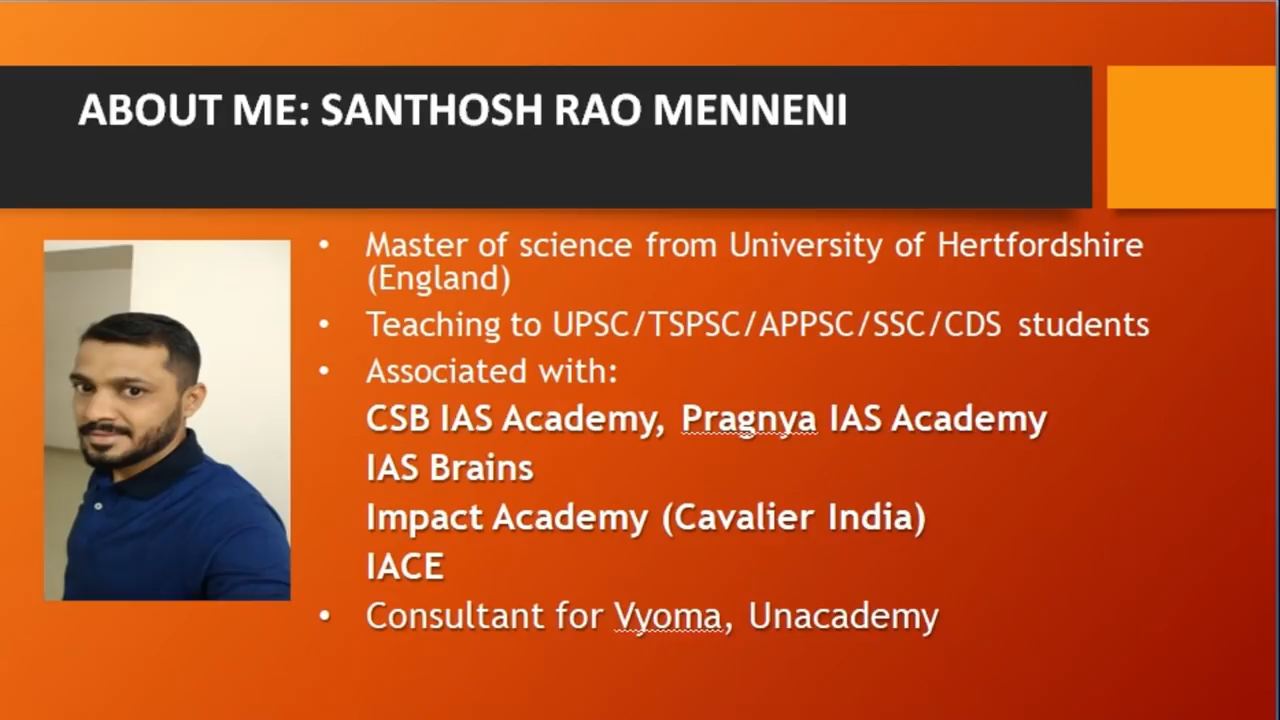 ABOUT ME: SANTHOSH RAO MENNENI
• Master of science from University of Hertfordshire
(England)
• Teaching to UPSC/TSPSC/APPSC/SSC/CDS students
• Associated with:
CSB IAS Academy, Pragnya IAS Academy
IAS Brains
Impact Academy (Cavalier India)
IACE
• Consultant for Vyoma, Unacademy